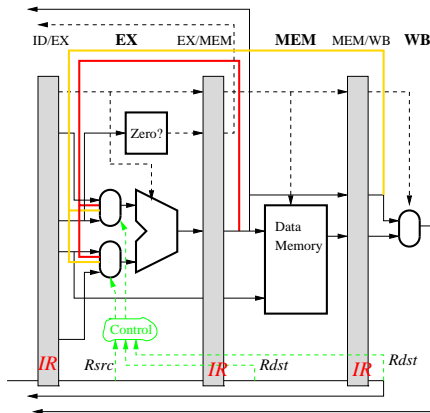 ID/EX EX EX/MEM MEM MEM/WB WB
Zero?
Data
Memory
Control
IR Rsrc IR Rdst IR Rdst